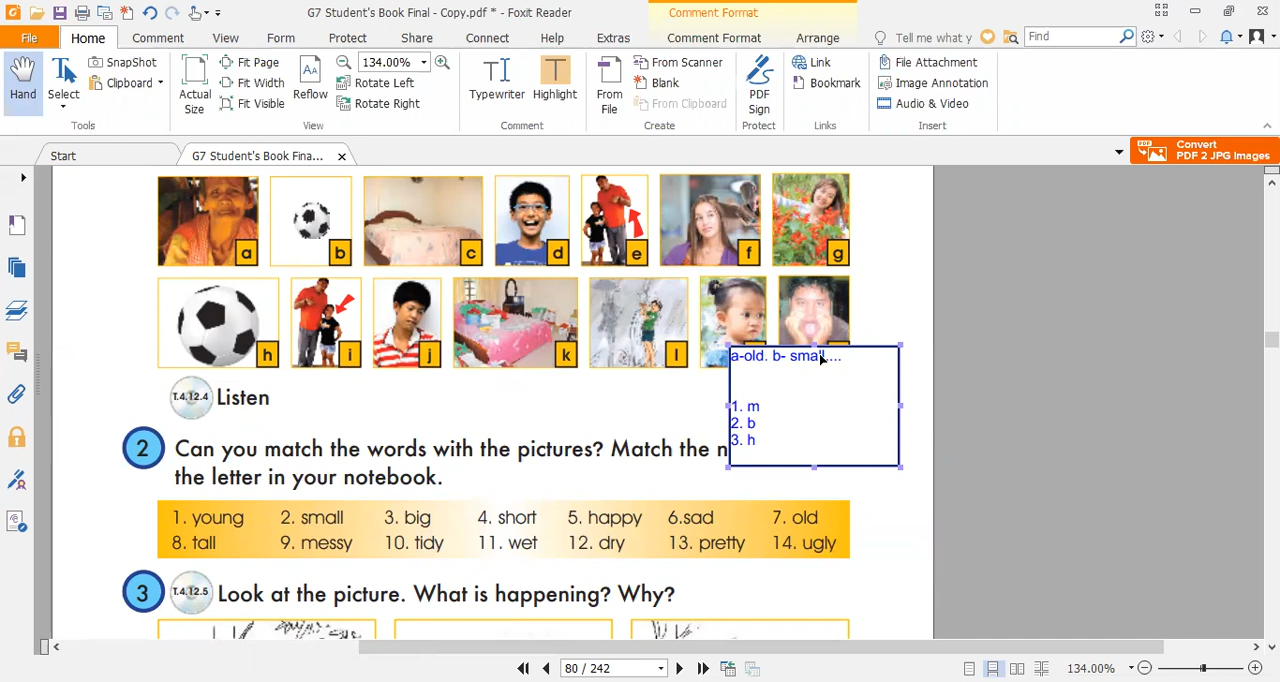 G7 Student's Book Final - Copy.pdf * - Foxit Reader
Comment Format
File Home Comment View Form Protect Share Connect Help Extras Comment Format Arrange Tell me what y Find
Hand
Select
SnapShot
Clipboard
Tools
Actual Size
Fit Page
Fit Width
Fit Visible
Reflow
134.00%
Rotate Left
Rotate Right
View
Typewriter
Highlight
Comment
From File
From Scanner
Blank
From Clipboard
Create
PDF Sign
Protect
Link
Bookmark
Links
File Attachment
Image Annotation
Audio & Video
Insert
Start
G7 Student's Book Fina...
Convert
PDF 2 JPG Images
a b c d e f g
h i j k l
a-old. b- small....
1. m
2. b
3. h
T.4.12.4 Listen
2 Can you match the words with the pictures? Match the n
the letter in your notebook.
1. young 2. small 3. big 4. short 5. happy 6.sad 7. old
8. tall 9. messy 10. tidy 11. wet 12. dry 13. pretty 14. ugly
3 T.4.12.5 Look at the picture. What is happening? Why?
80 / 242
134.00%